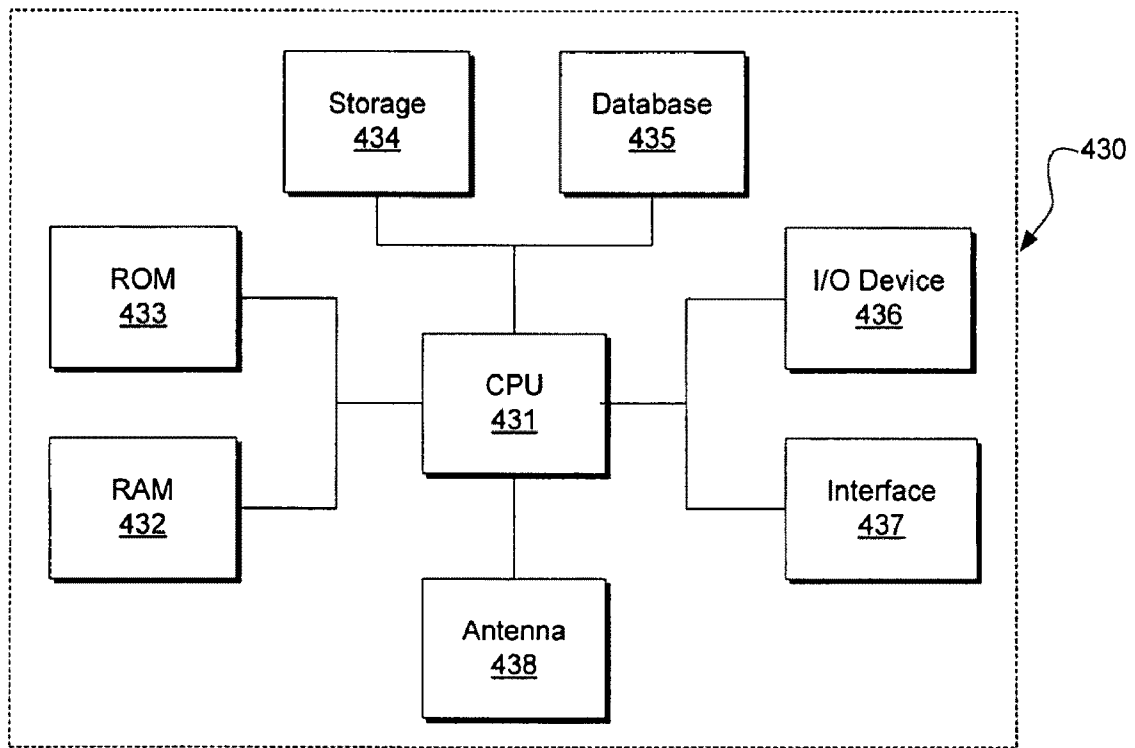 Storage
434
Database
435
430
ROM
433
I/O Device
436
CPU
431
RAM
432
Interface
437
Antenna
438